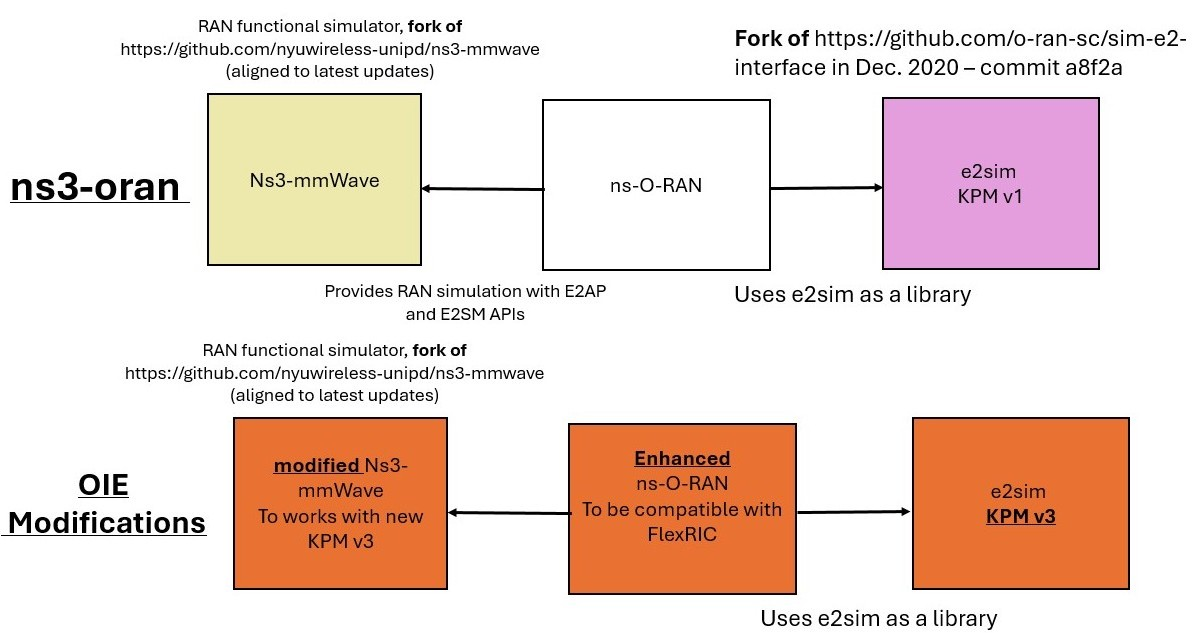 RAN functional simulator, fork of
https://github.com/nyuwireless-unipd/ns3-mmwave
(aligned to latest updates)
Fork of https://github.com/o-ran-sc/sim-e2-
interface in Dec. 2020 – commit a8f2a
ns3-oran
Ns3-mmWave
ns-O-RAN
e2sim
KPM v1
Provides RAN simulation with E2AP
and E2SM APIs
Uses e2sim as a library
RAN functional simulator, fork of
https://github.com/nyuwireless-unipd/ns3-mmwave
(aligned to latest updates)
OIE
Modifications
modified Ns3-
mmWave
To works with new
KPM v3
Enhanced
ns-O-RAN
To be compatible with
FlexRIC
e2sim
KPM v3
Uses e2sim as a library